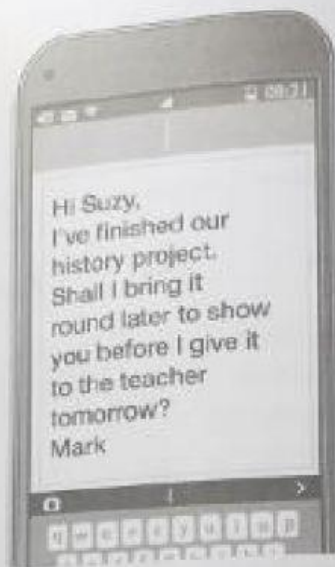 Hi Suzy,
I've finished our
history project.
Shall I bring it
round later to show
you before I give it
to the teacher
tomorrow?
Mark